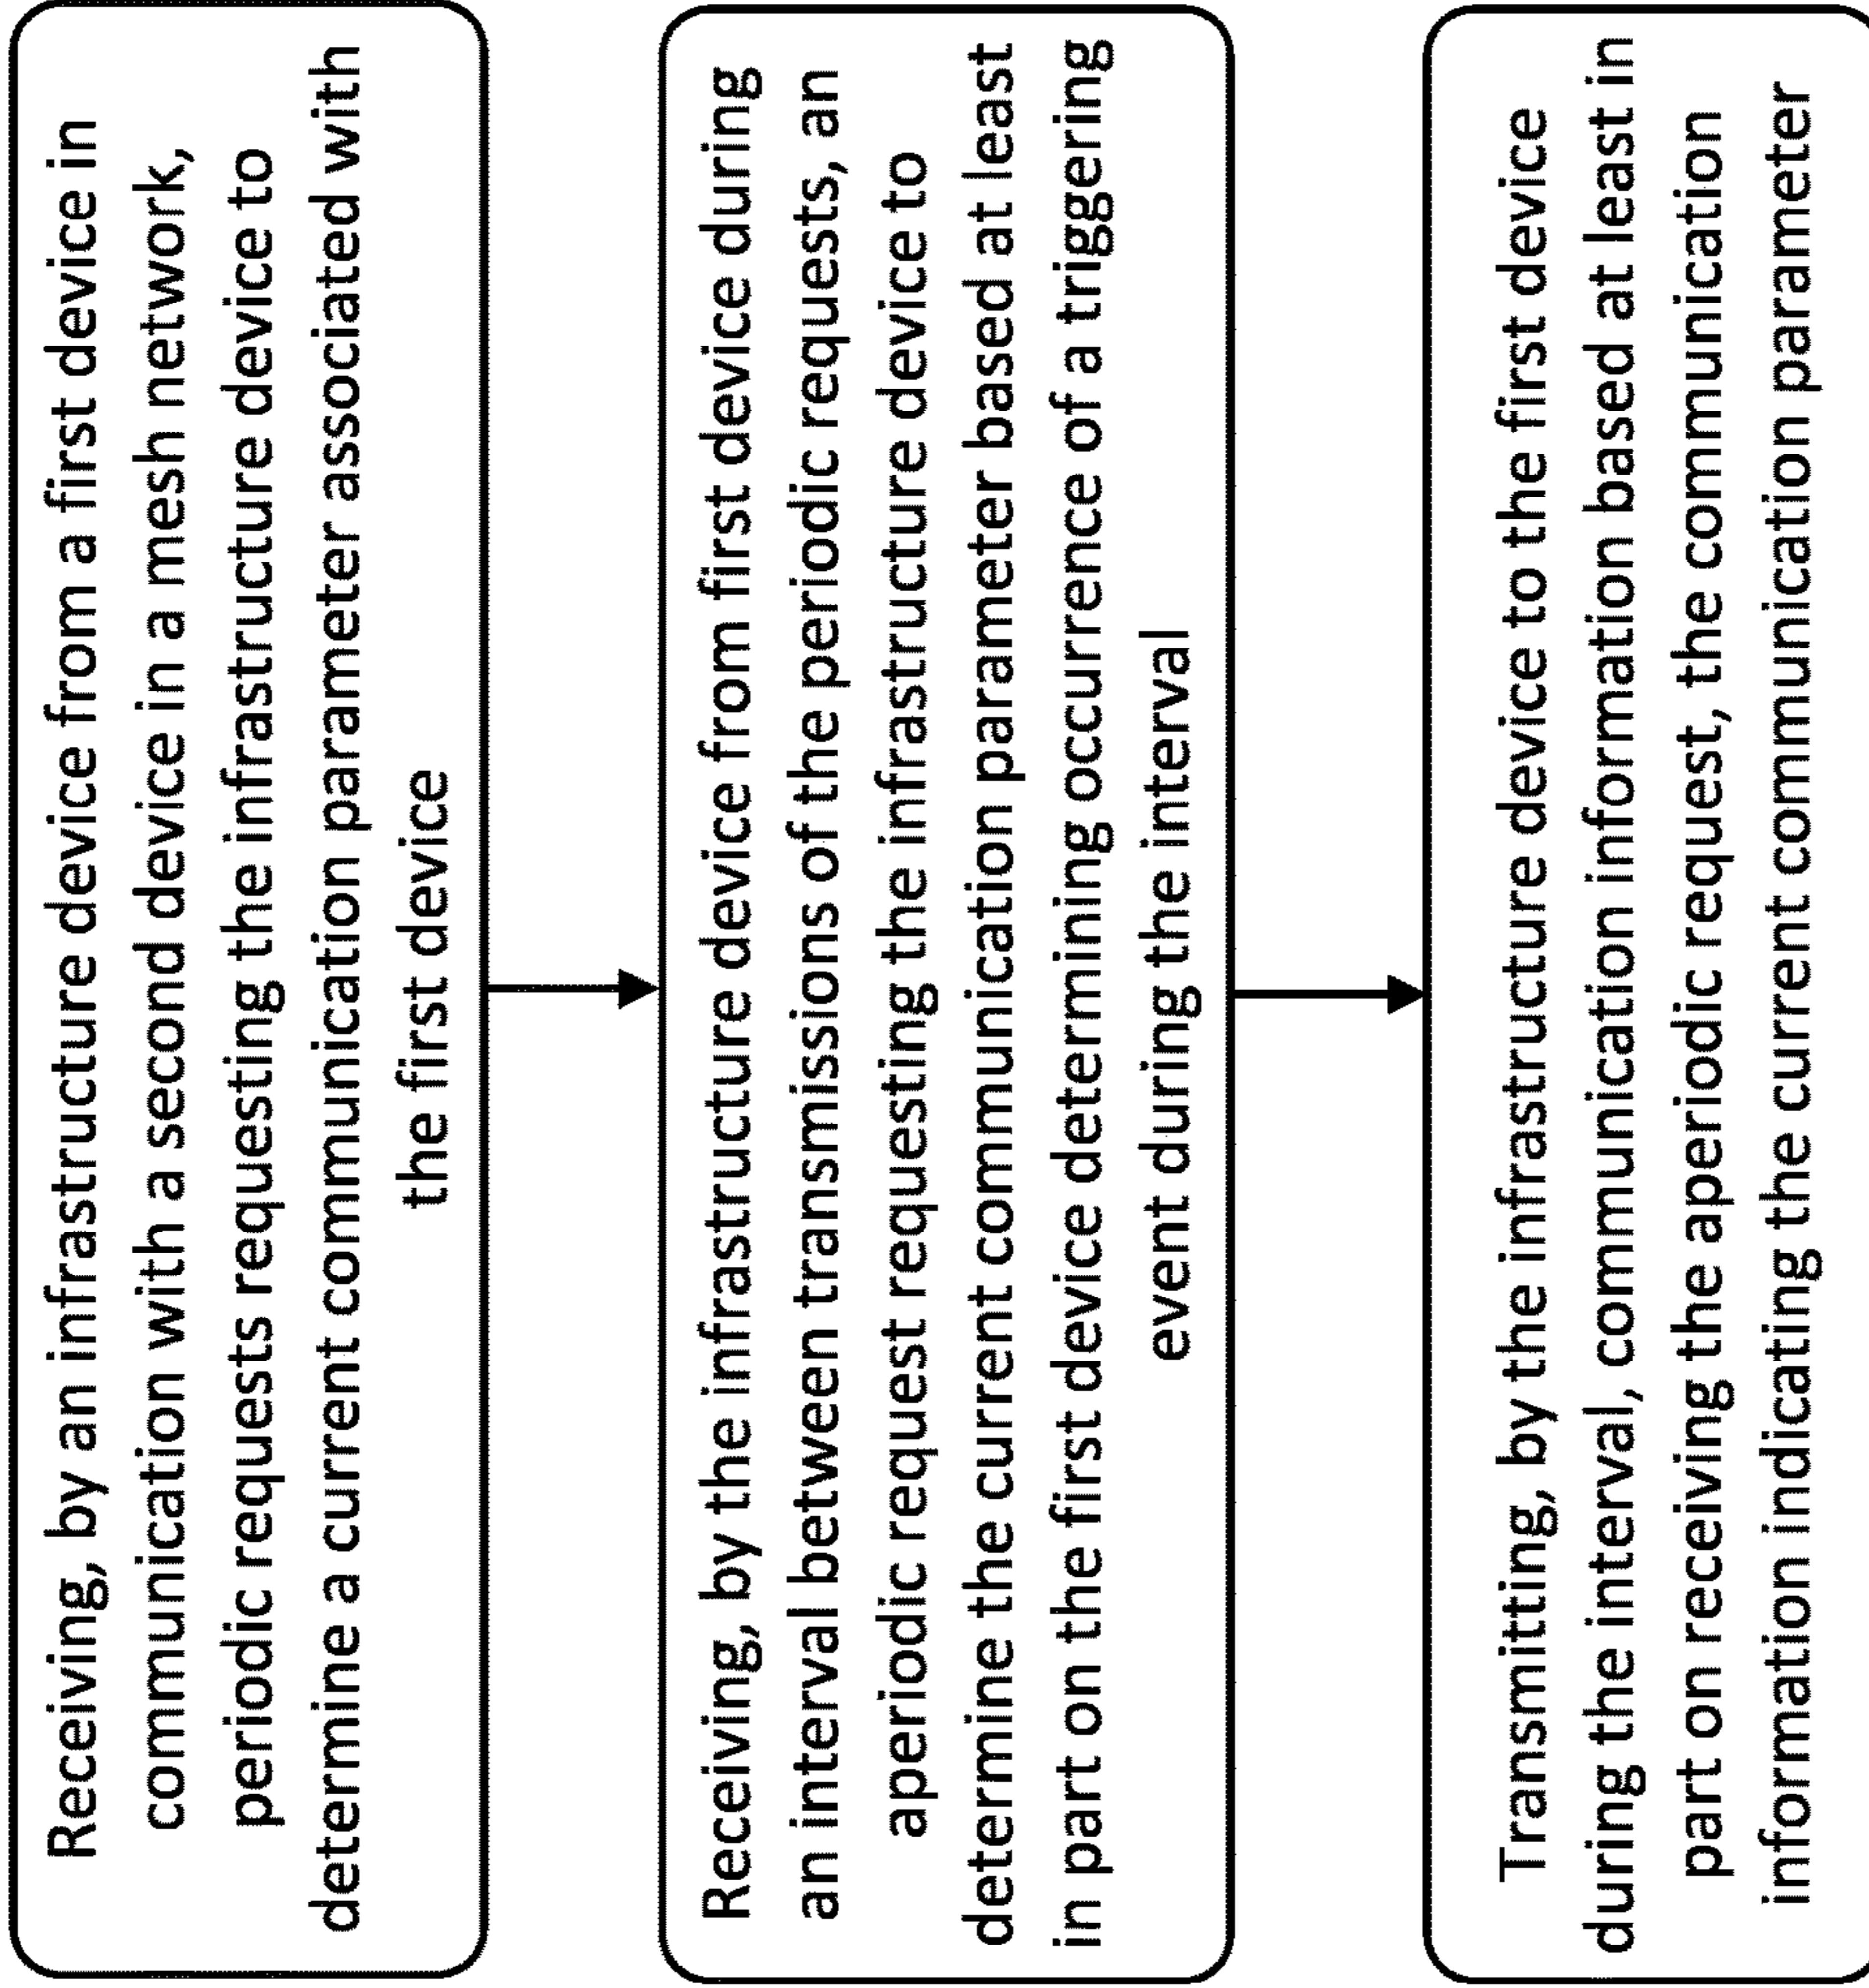 Receiving, by an infrastructure device from a first device in
communication with a second device in a mesh network,
periodic requests requesting the infrastructure device to
determine a current communication parameter associated with
the first device
Receiving, by the infrastructure device from first device during
an interval between transmissions of the periodic requests, an
aperiodic request requesting the infrastructure device to
determine the current communication parameter based at least
in part on the first device determining occurrence of a triggering
event during the interval
Transmitting, by the infrastructure device to the first device
during the interval, communication information based at least in
part on receiving the aperiodic request, the communication
information indicating the current communication parameter